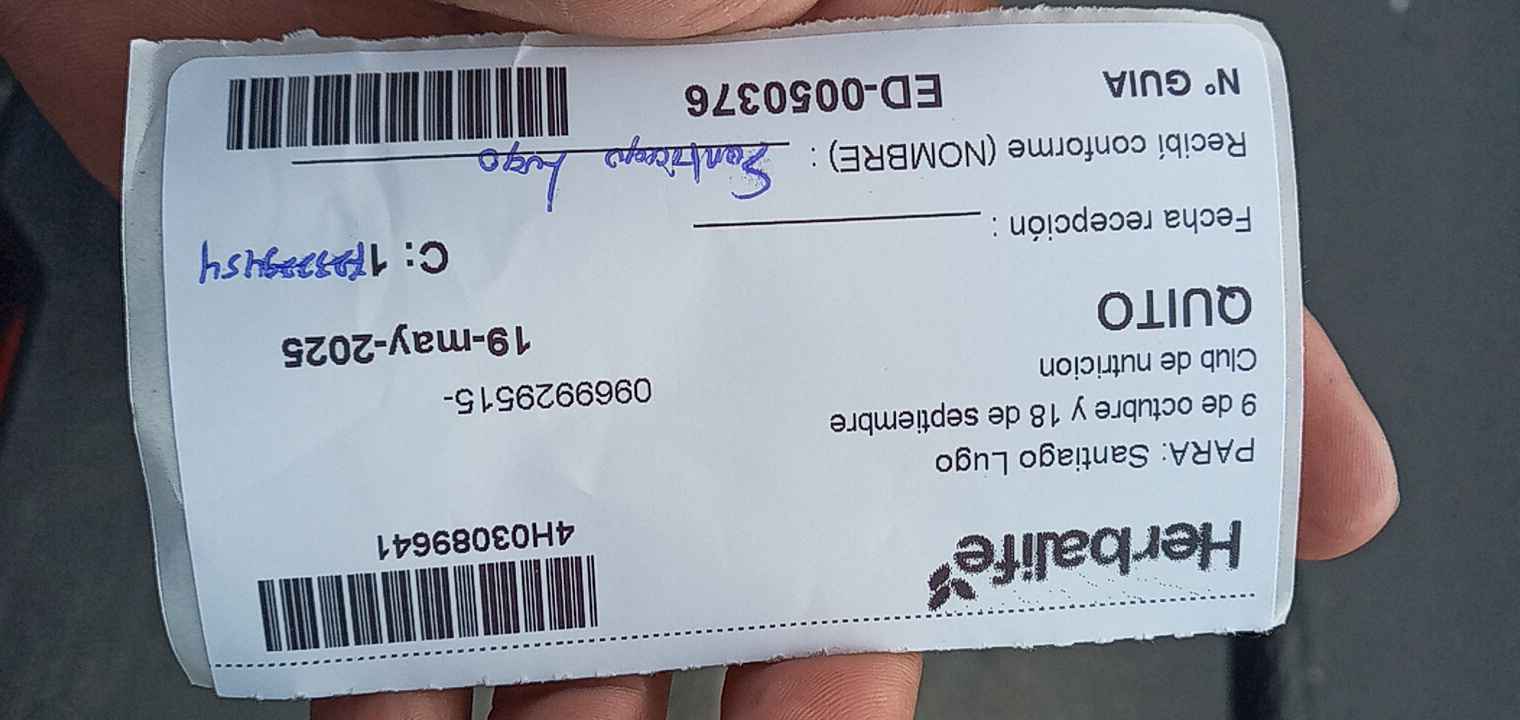 Herbalife
4H03089641
PARA: Santiago Lugo
9 de octubre y 18 de septiembre
0969929515-
Club de nutricion
19-may-2025
QUITO
C: 1
Fecha recepción :
Recibí conforme (NOMBRE) : Santiago Lugo
N° GUIA ED-0050376